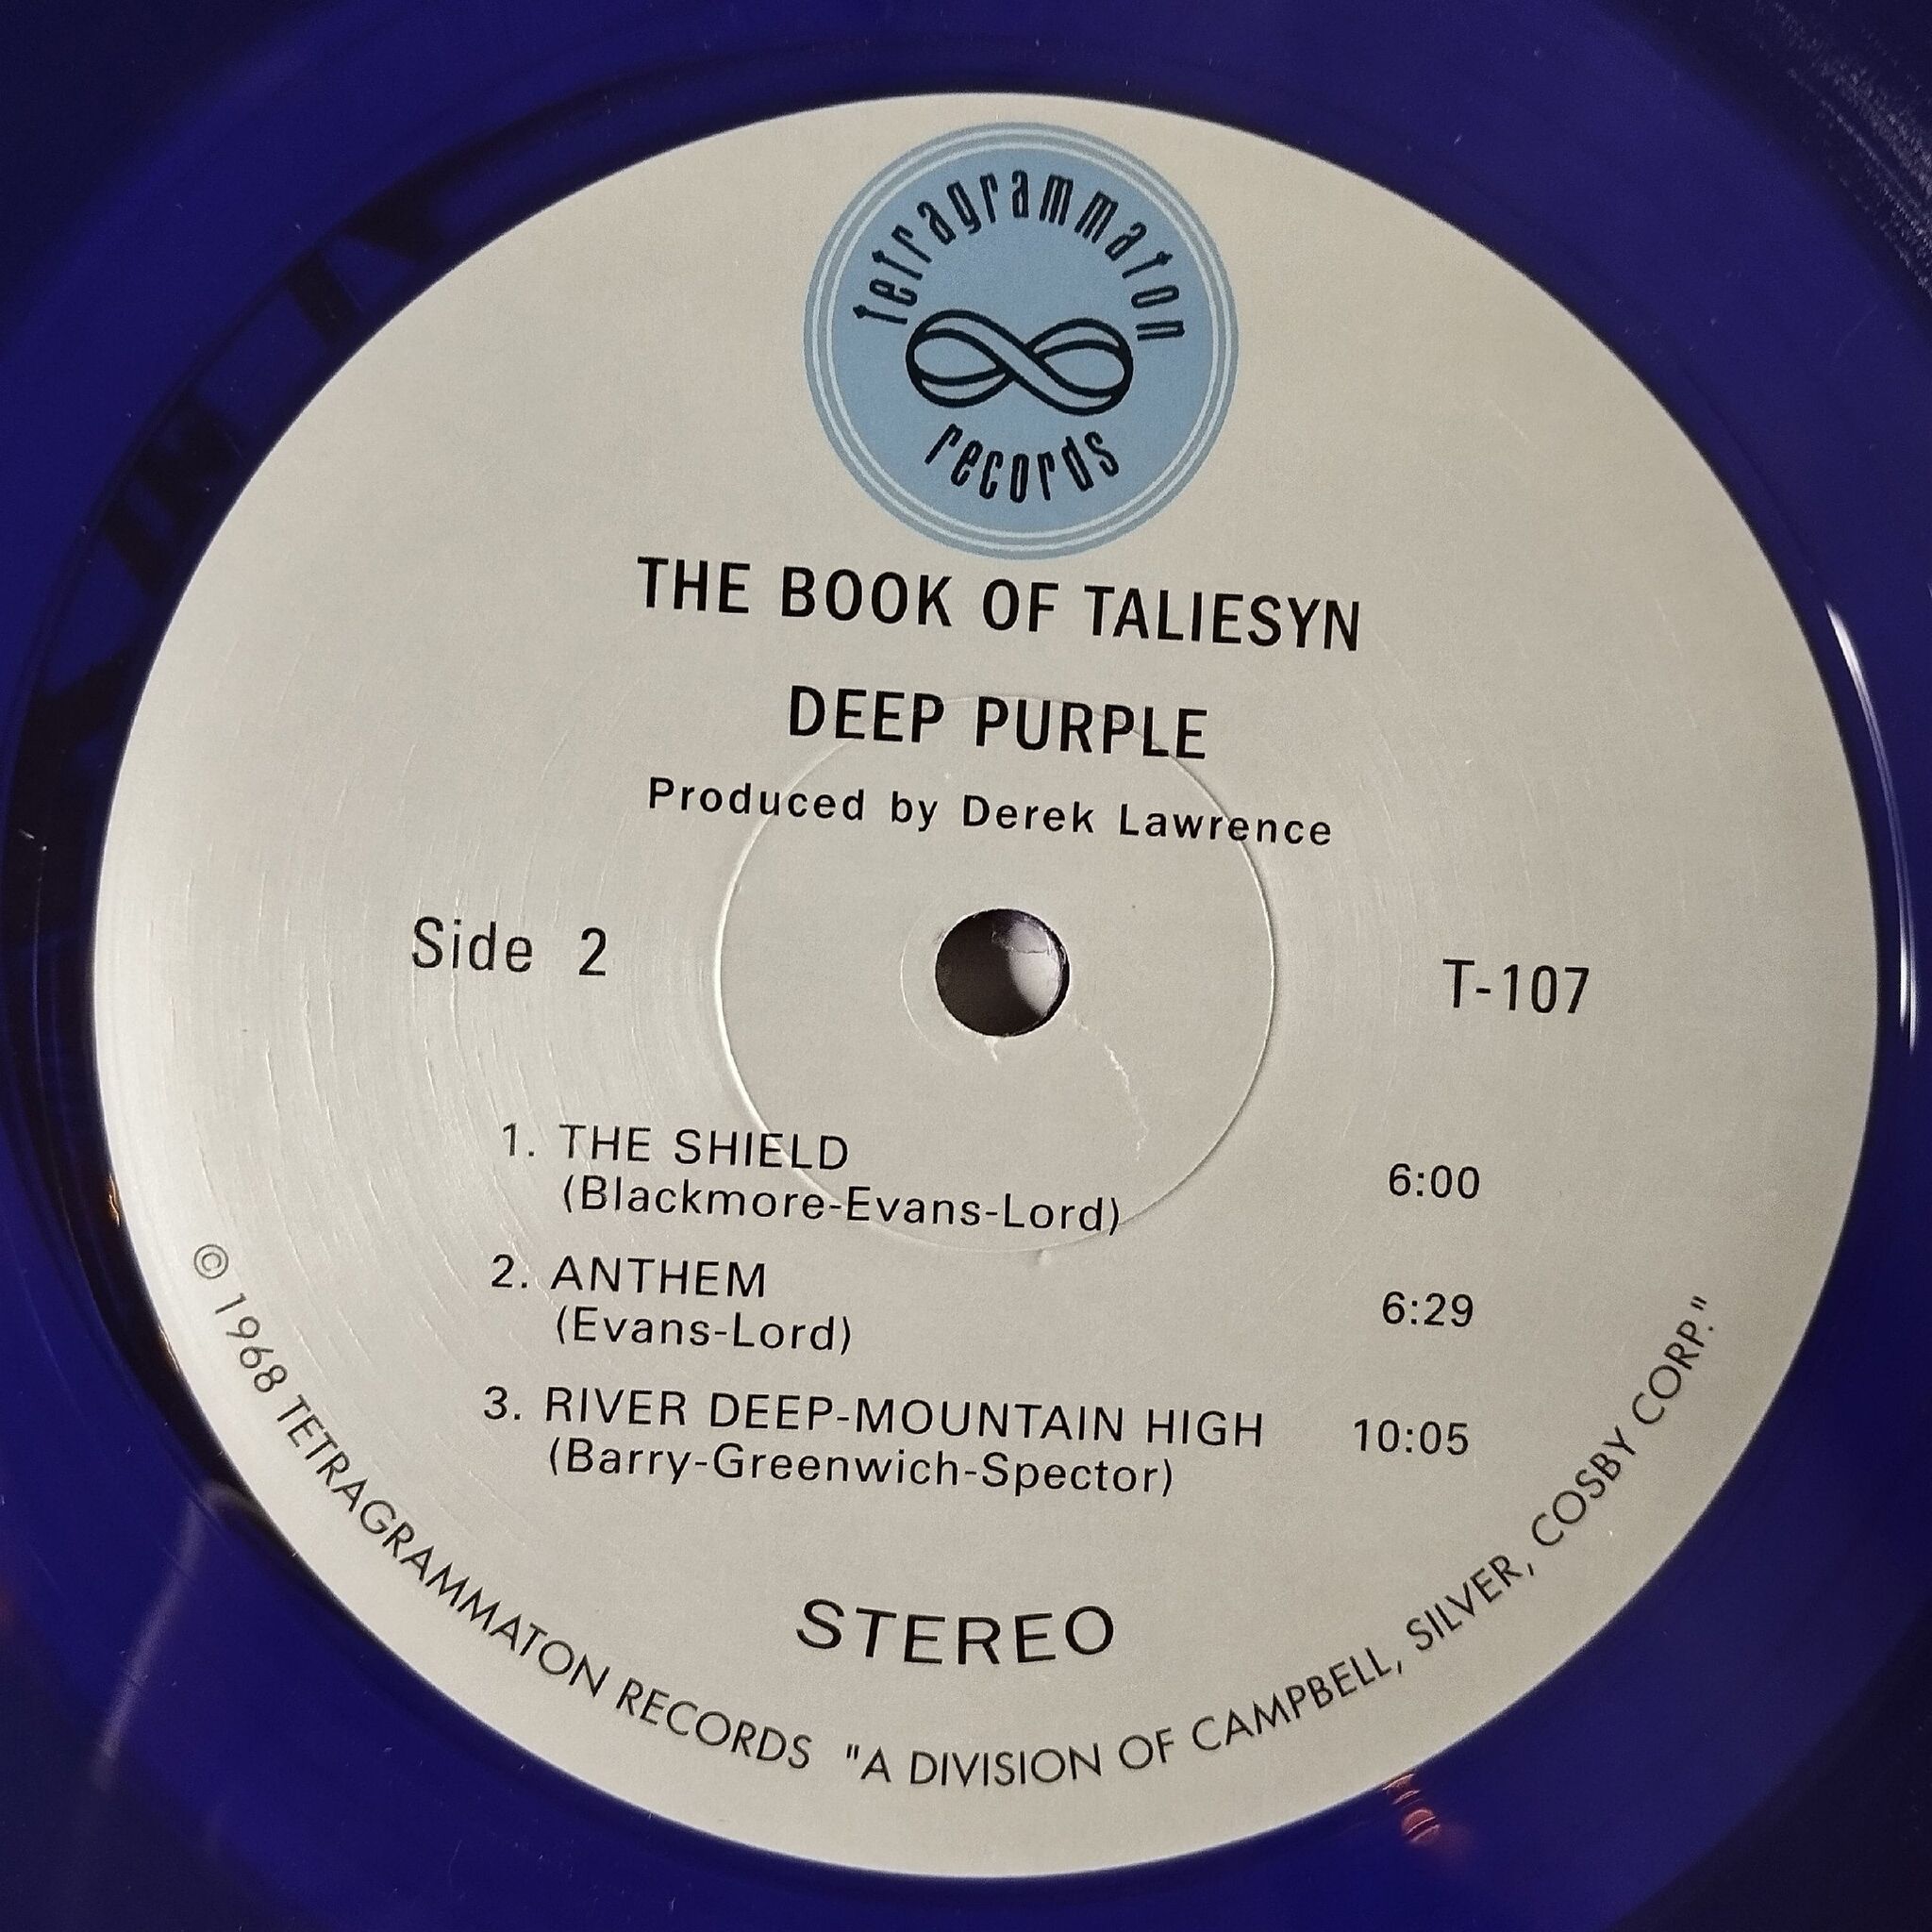 tetragrammaton
records
THE BOOK OF TALIESYN
DEEP PURPLE
Produced by Derek Lawrence
Side 2
T-107
1. THE SHIELD 6:00
(Blackmore-Evans-Lord)
2. ANTHEM 6:29
(Evans-Lord)
3. RIVER DEEP-MOUNTAIN HIGH 10:05
(Barry-Greenwich-Spector)
STEREO
© 1968 TETRAGRAMMATON RECORDS "A DIVISION OF CAMPBELL, SILVER, COSBY CORP."